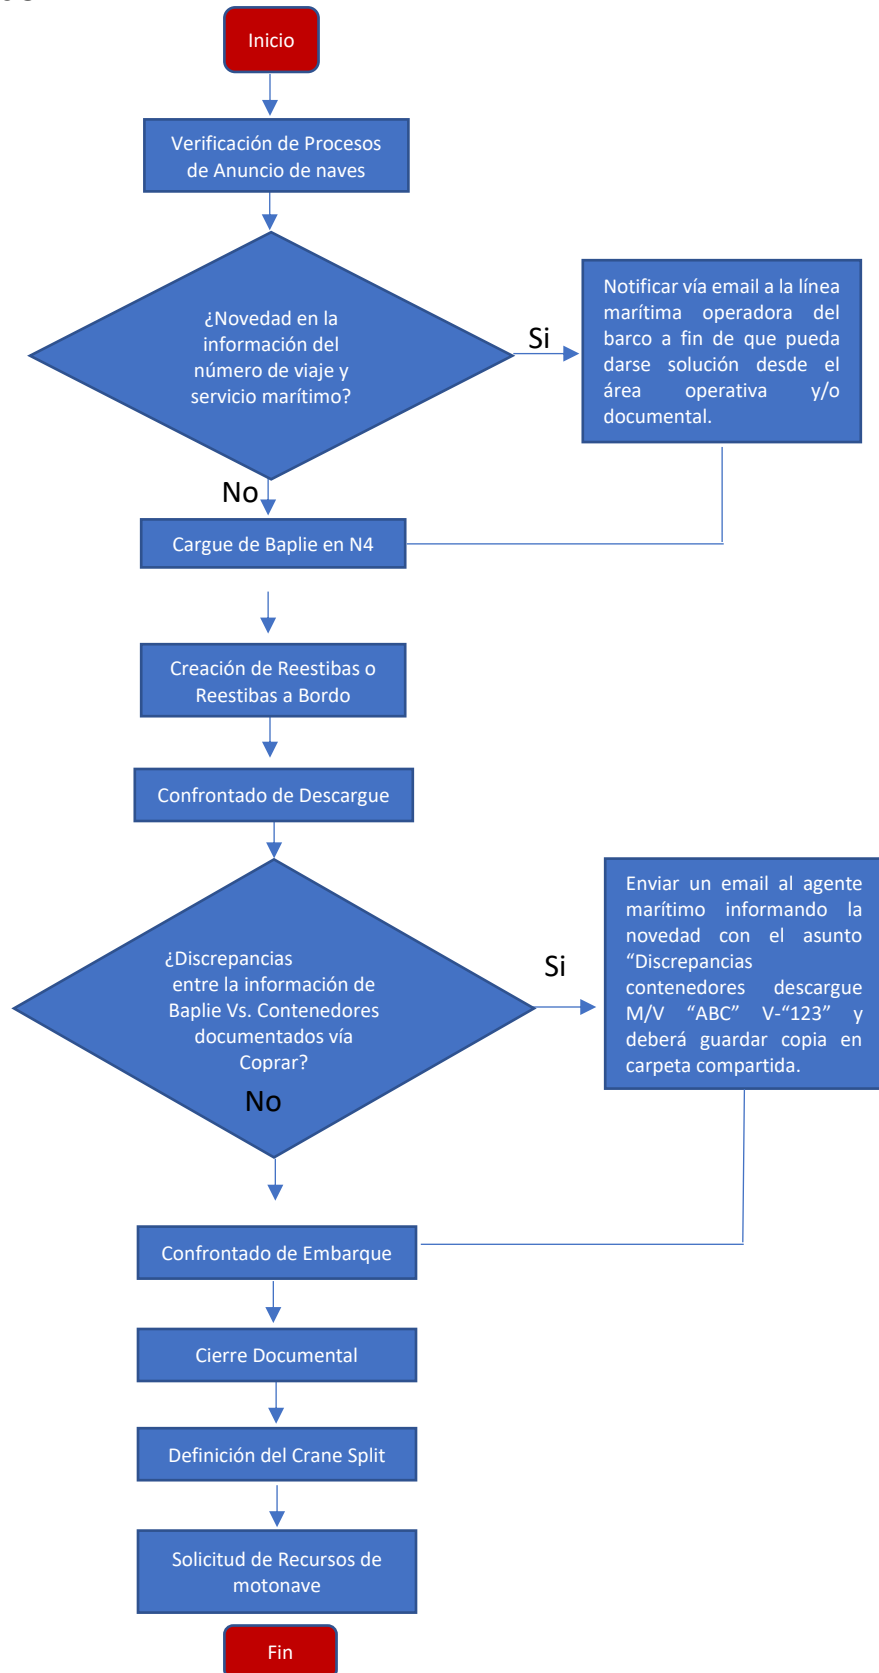 Inicio
Verificación de Procesos
de Anuncio de naves
¿Novedad en la
información del
número de viaje y
servicio marítimo?
Si
Notificar vía email a la línea
marítima operadora del
barco a fin de que pueda
darse solución desde el
área operativa y/o
documental.
No
Cargue de Baplie en N4
Creación de Reestibas o
Reestibas a Bordo
Confrontado de Descargue
¿Discrepancias
entre la información de
Baplie Vs. Contenedores
documentados vía
Coprar?
Si
Enviar un email al agente
marítimo informando la
novedad con el asunto
“Discrepancias
contenedores descargue
M/V “ABC” V-“123” y
deberá guardar copia en
carpeta compartida.
No
Confrontado de Embarque
Cierre Documental
Definición del Crane Split
Solicitud de Recursos de
motonave
Fin